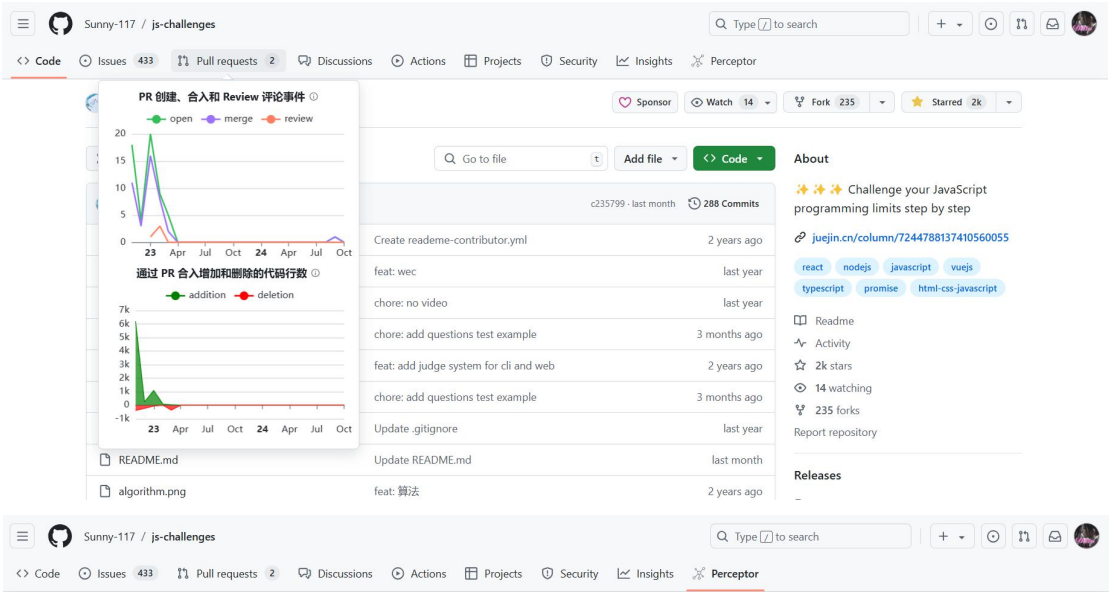 Sunny-117 / js-challenges
Type / to search
Code
Issues 433
Pull requests 2
Discussions
Actions
Projects
Security
Insights
Perceptor
PR 创建、合入和 Review 评论事件
open merge review
20
15
10
5
0
23 Apr Jul Oct 24 Apr Jul Oct
通过 PR 合入增加和删除的代码行数
addition deletion
7k
6k
5k
4k
3k
2k
1k
0
-1k
23 Apr Jul Oct 24 Apr Jul Oct
Sponsor
Watch 14
Fork 235
Starred 2k
Go to file t
Add file
Code
c235799 · last month 288 Commits
Create reademe-contributor.yml 2 years ago
feat: wec last year
chore: no video last year
chore: add questions test example 3 months ago
feat: add judge system for cli and web 2 years ago
chore: add questions test example 3 months ago
Update .gitignore last year
README.md Update README.md last month
algorithm.png feat: 算法 2 years ago
About
Challenge your JavaScript
programming limits step by step
juejin.cn/column/7244788137410560055
react nodejs javascript vuejs
typescript promise html-css-javascript
Readme
Activity
2k stars
14 watching
235 forks
Report repository
Releases
Sunny-117 / js-challenges
Type / to search
Code
Issues 433
Pull requests 2
Discussions
Actions
Projects
Security
Insights
Perceptor